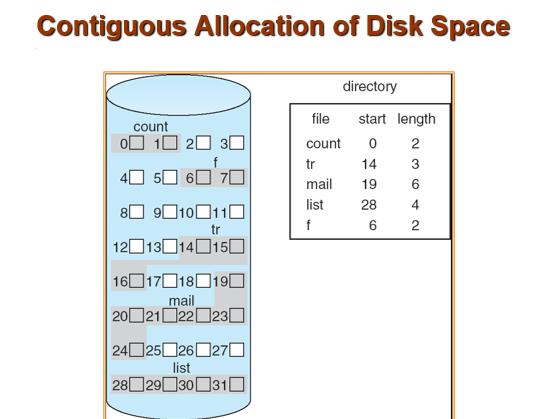 Contiguous Allocation of Disk Space
directory
file start length
count 0 2
tr 14 3
mail 19 6
list 28 4
f 6 2
count
0 1 2 3
f
4 5 6 7
8 9 10 11
tr
12 13 14 15
16 17 18 19
mail
20 21 22 23
24 25 26 27
list
28 29 30 31